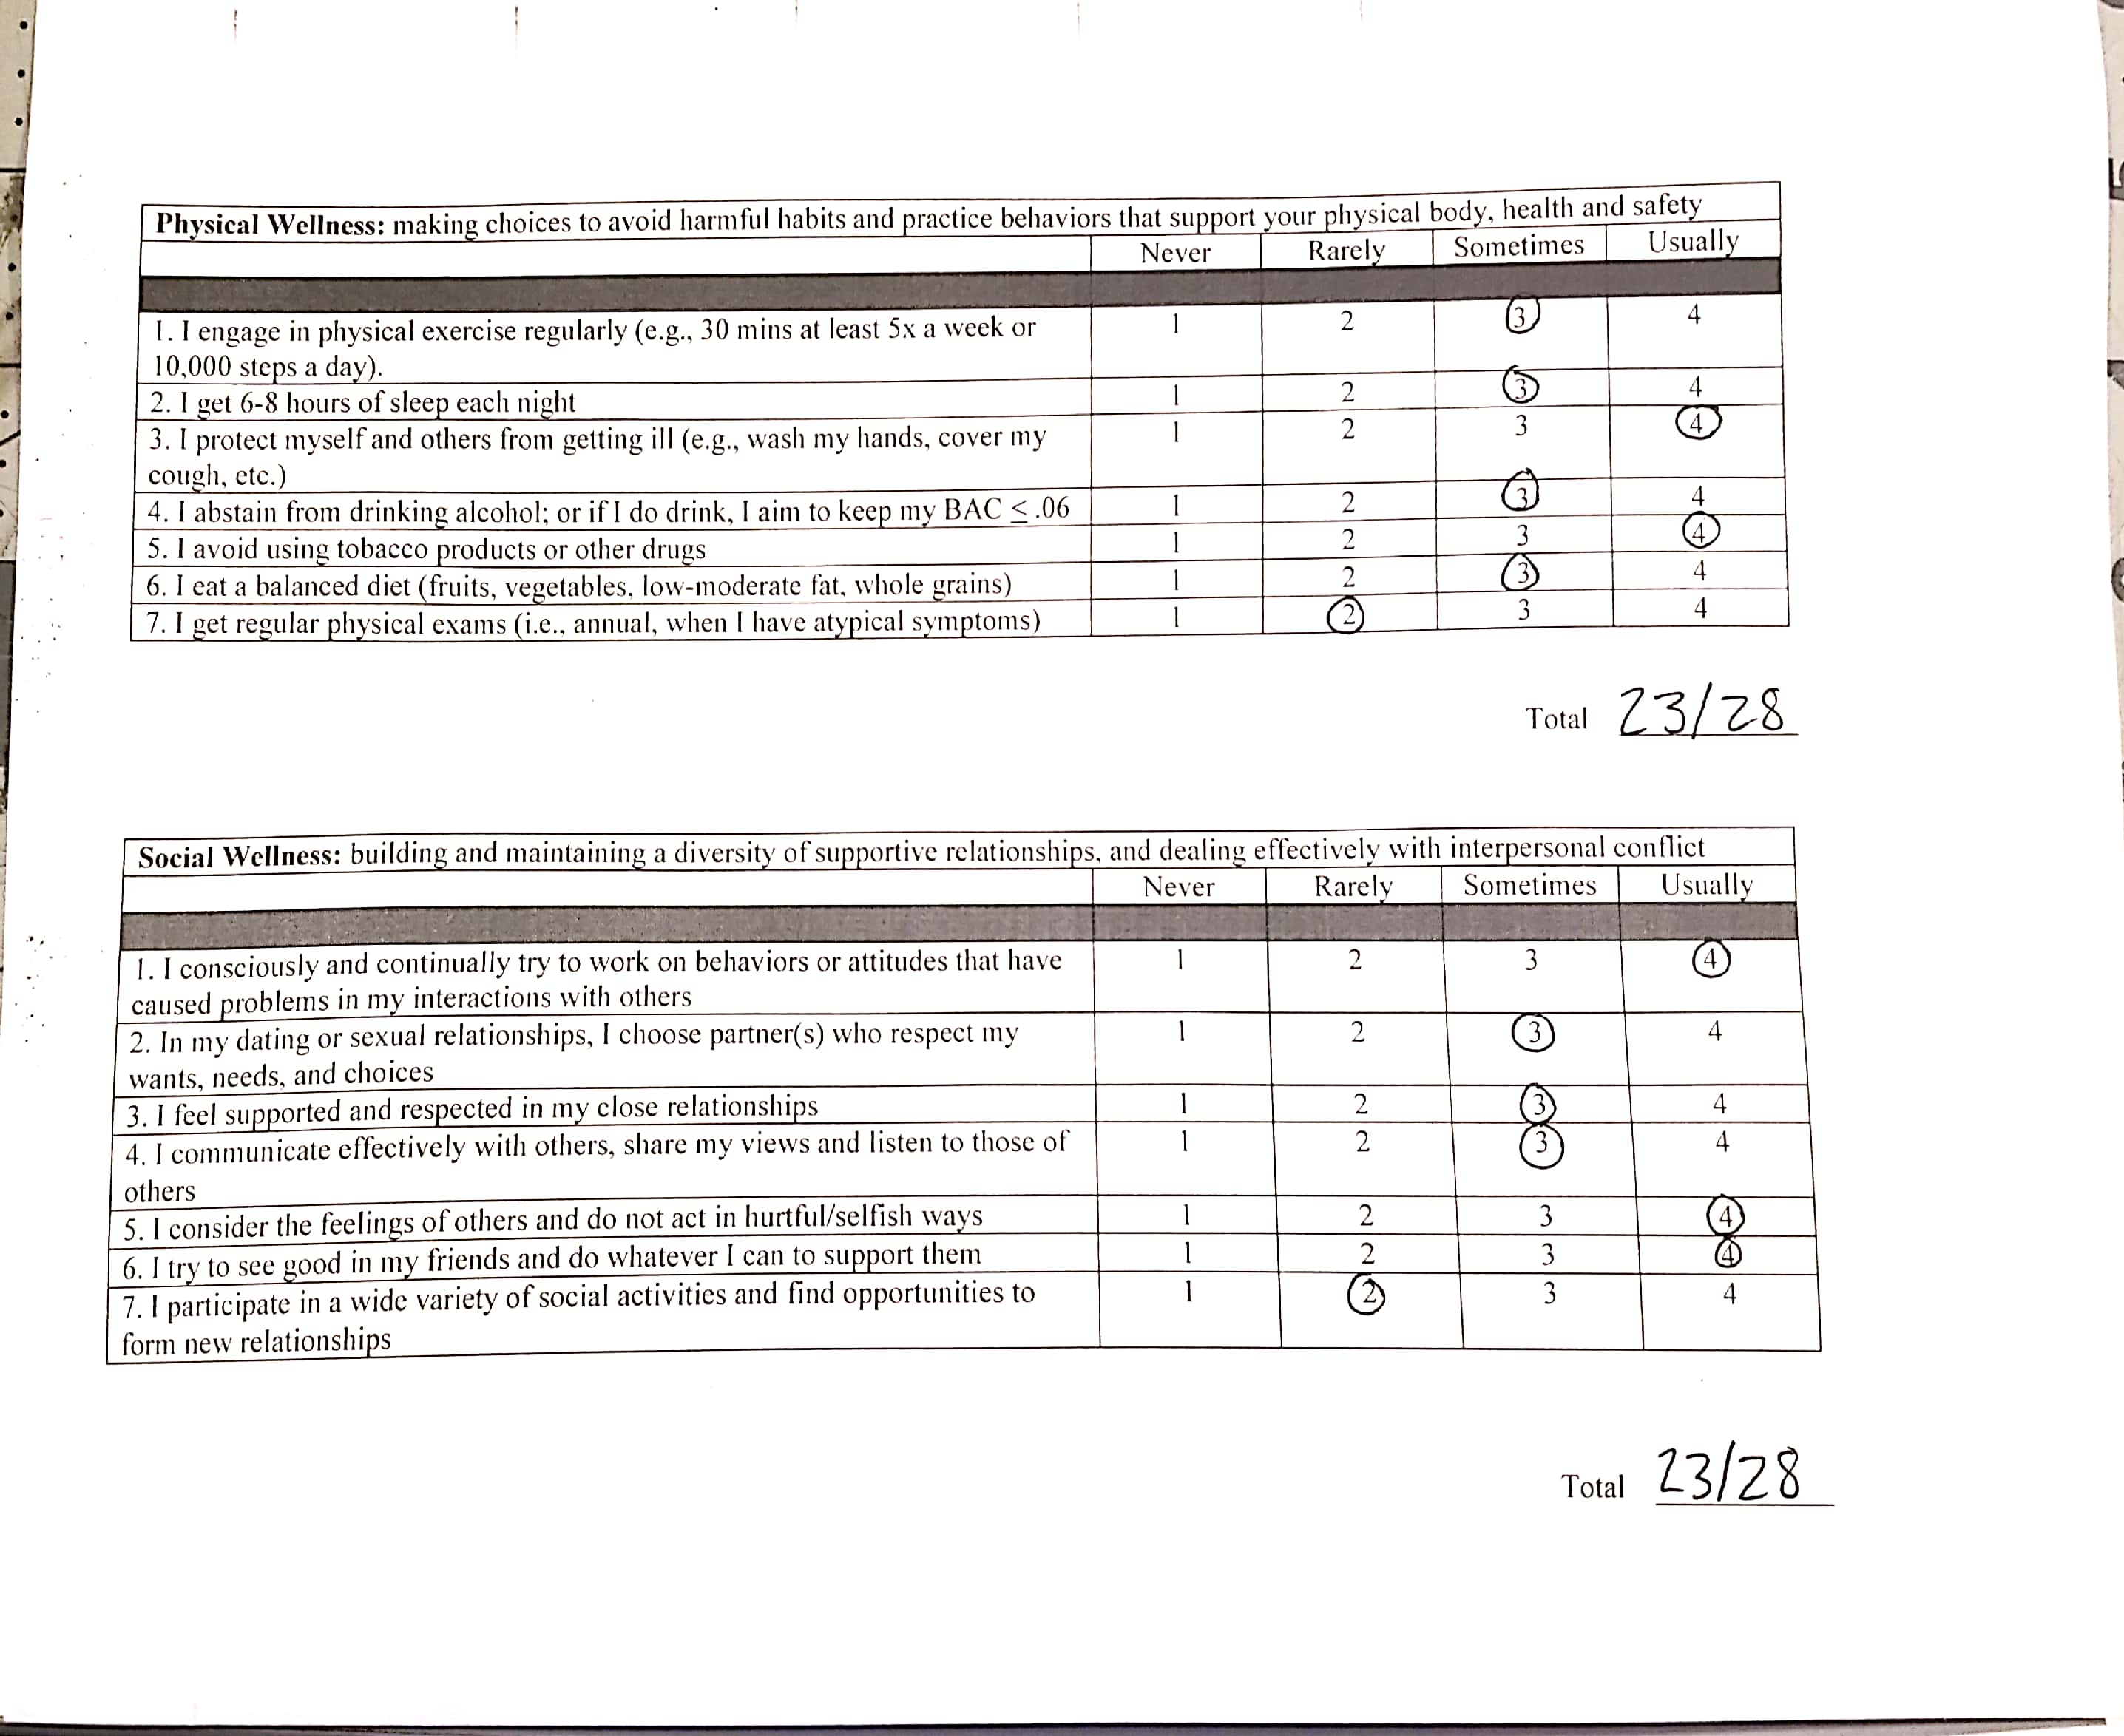 Physical Wellness: making choices to avoid harmful habits and practice behaviors that support your physical body, health and safety
Never Rarely Sometimes Usually
1. I engage in physical exercise regularly (e.g., 30 mins at least 5x a week or 1 2 3 4
10,000 steps a day).
2. I get 6-8 hours of sleep each night 1 2 3 4
3. I protect myself and others from getting ill (e.g., wash my hands, cover my 1 2 3 4
cough, etc.)
4. I abstain from drinking alcohol; or if I do drink, I aim to keep my BAC ≤ .06 1 2 3 4
5. I avoid using tobacco products or other drugs 1 2 3 4
6. I eat a balanced diet (fruits, vegetables, low-moderate fat, whole grains) 1 2 3 4
7. I get regular physical exams (i.e., annual, when I have atypical symptoms) 1 2 3 4
Total 23/28
Social Wellness: building and maintaining a diversity of supportive relationships, and dealing effectively with interpersonal conflict
Never Rarely Sometimes Usually
1. I consciously and continually try to work on behaviors or attitudes that have 1 2 3 4
caused problems in my interactions with others
2. In my dating or sexual relationships, I choose partner(s) who respect my 1 2 3 4
wants, needs, and choices
3. I feel supported and respected in my close relationships 1 2 3 4
4. I communicate effectively with others, share my views and listen to those of 1 2 3 4
others
5. I consider the feelings of others and do not act in hurtful/selfish ways 1 2 3 4
6. I try to see good in my friends and do whatever I can to support them 1 2 3 4
7. I participate in a wide variety of social activities and find opportunities to 1 2 3 4
form new relationships
Total 23/28